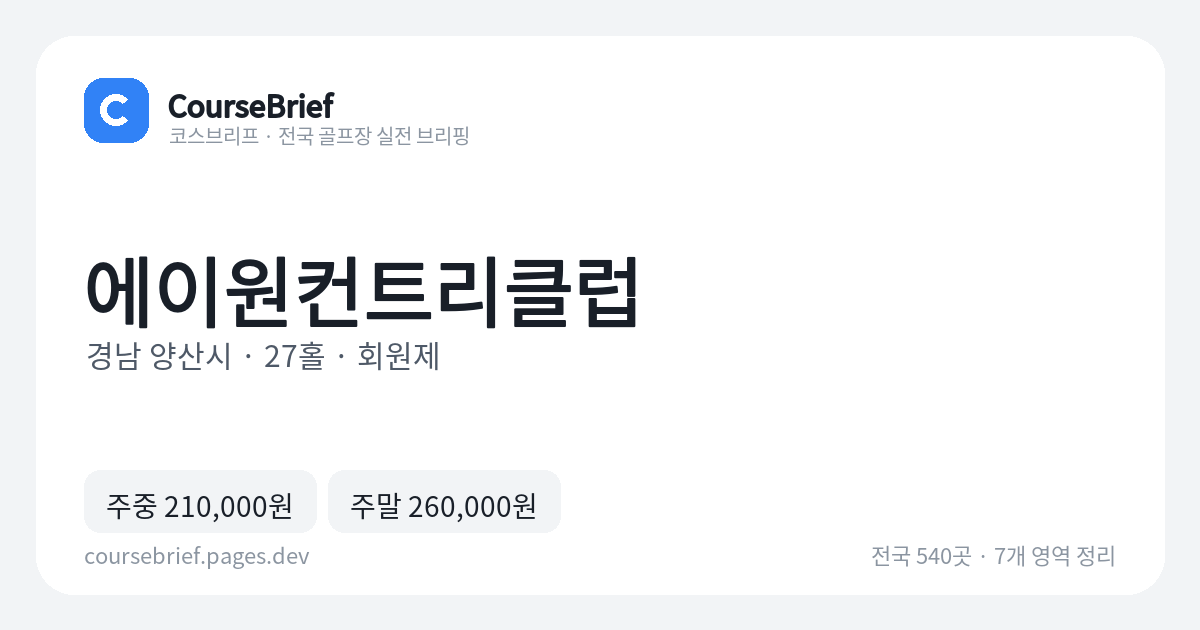 CourseBrief
코스브리프 · 전국 골프장 실전 브리핑
에이원컨트리클럽
경남 양산시 · 27홀 · 회원제
주중 210,000원 주말 260,000원
coursebrief.pages.dev 전국 540곳 · 7개 영역 정리